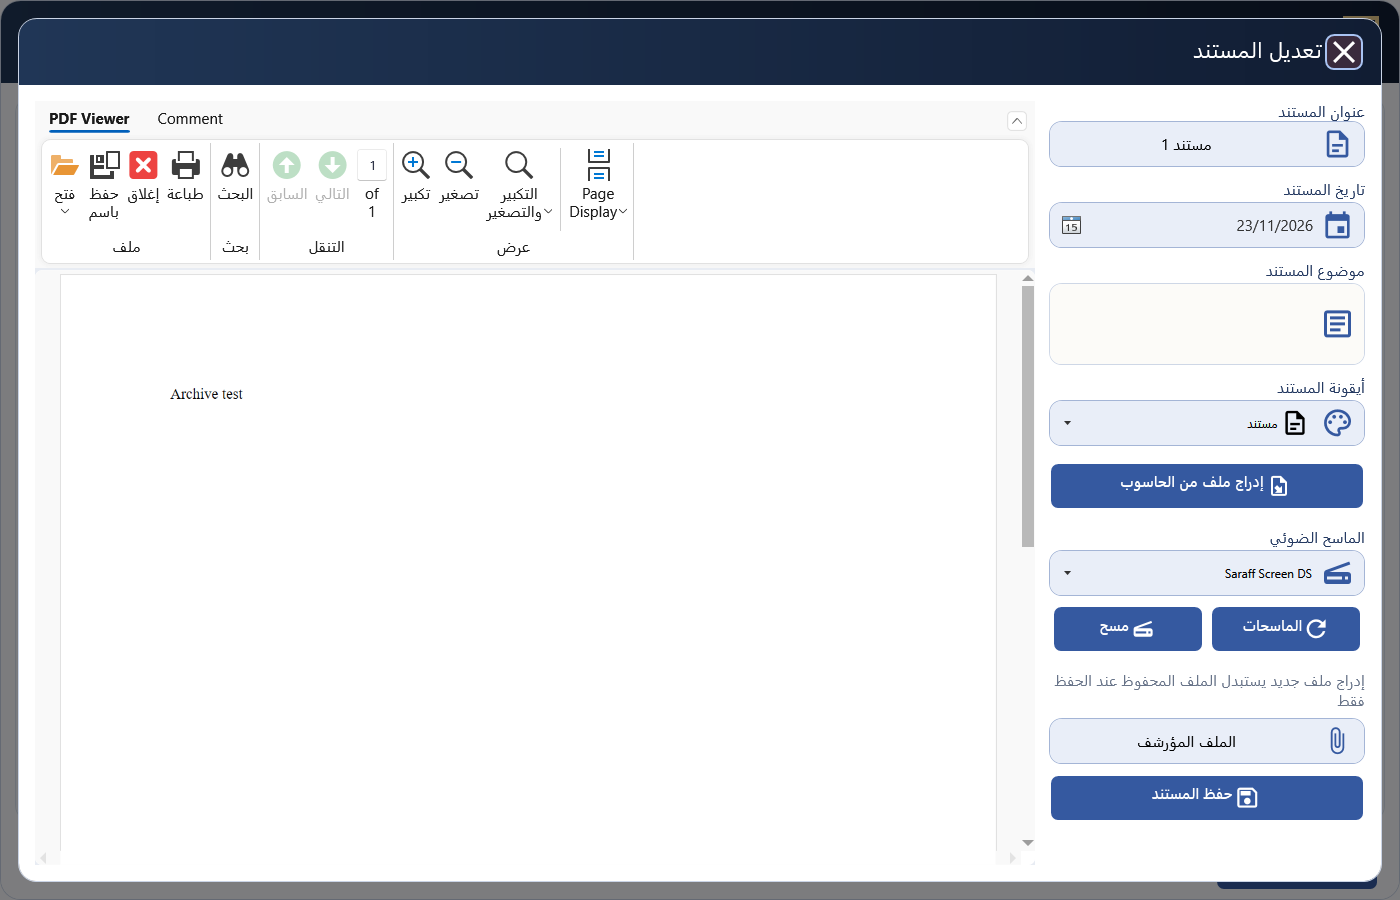 تعديل المستند
عنوان المستند
مستند 1
تاريخ المستند
23/11/2026
15
موضوع المستند
أيقونة المستند
مستند
إدراج ملف من الحاسوب
الماسح الضوئي
Saraff Screen DS
الماسحات
مسح
إدراج ملف جديد يستبدل الملف المحفوظ عند الحفظ
فقط
الملف المؤرشف
حفظ المستند
PDF Viewer
Comment
فتح
حفظ
باسم
إغلاق
طباعة
ملف
البحث
بحث
السابق
التالي
1
of
1
التنقل
تكبير
تصغير
التكبير
والتصغير
Page
Display
عرض
Archive test